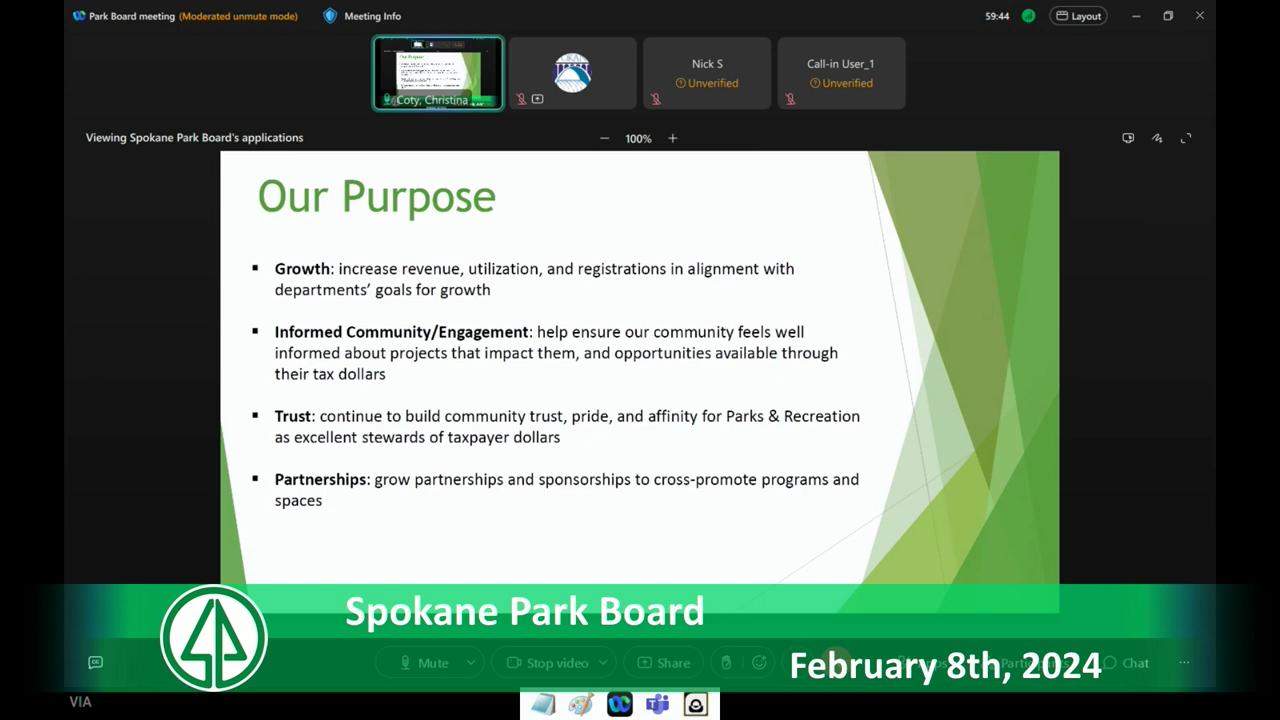 Park Board meeting (Moderated unmute mode)
Meeting Info
59:44
Layout
Coty, Christina
Nick S
Unverified
Call-in User_1
Unverified
Viewing Spokane Park Board's applications
100%
Our Purpose
Growth: increase revenue, utilization, and registrations in alignment with
departments’ goals for growth
Informed Community/Engagement: help ensure our community feels well
informed about projects that impact them, and opportunities available through
their tax dollars
Trust: continue to build community trust, pride, and affinity for Parks & Recreation
as excellent stewards of taxpayer dollars
Partnerships: grow partnerships and sponsorships to cross-promote programs and
spaces
Spokane Park Board
February 8th, 2024
Mute
Stop video
Share
Chat
VIA